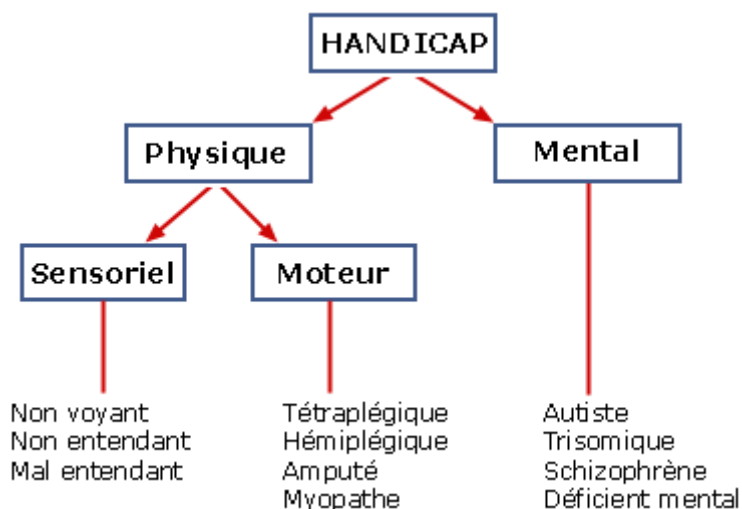 HANDICAP
Physique
Mental
Sensoriel
Moteur
Non voyant
Non entendant
Mal entendant
Tétraplégique
Hémiplégique
Amputé
Myopathe
Autiste
Trisomique
Schizophrène
Déficient mental